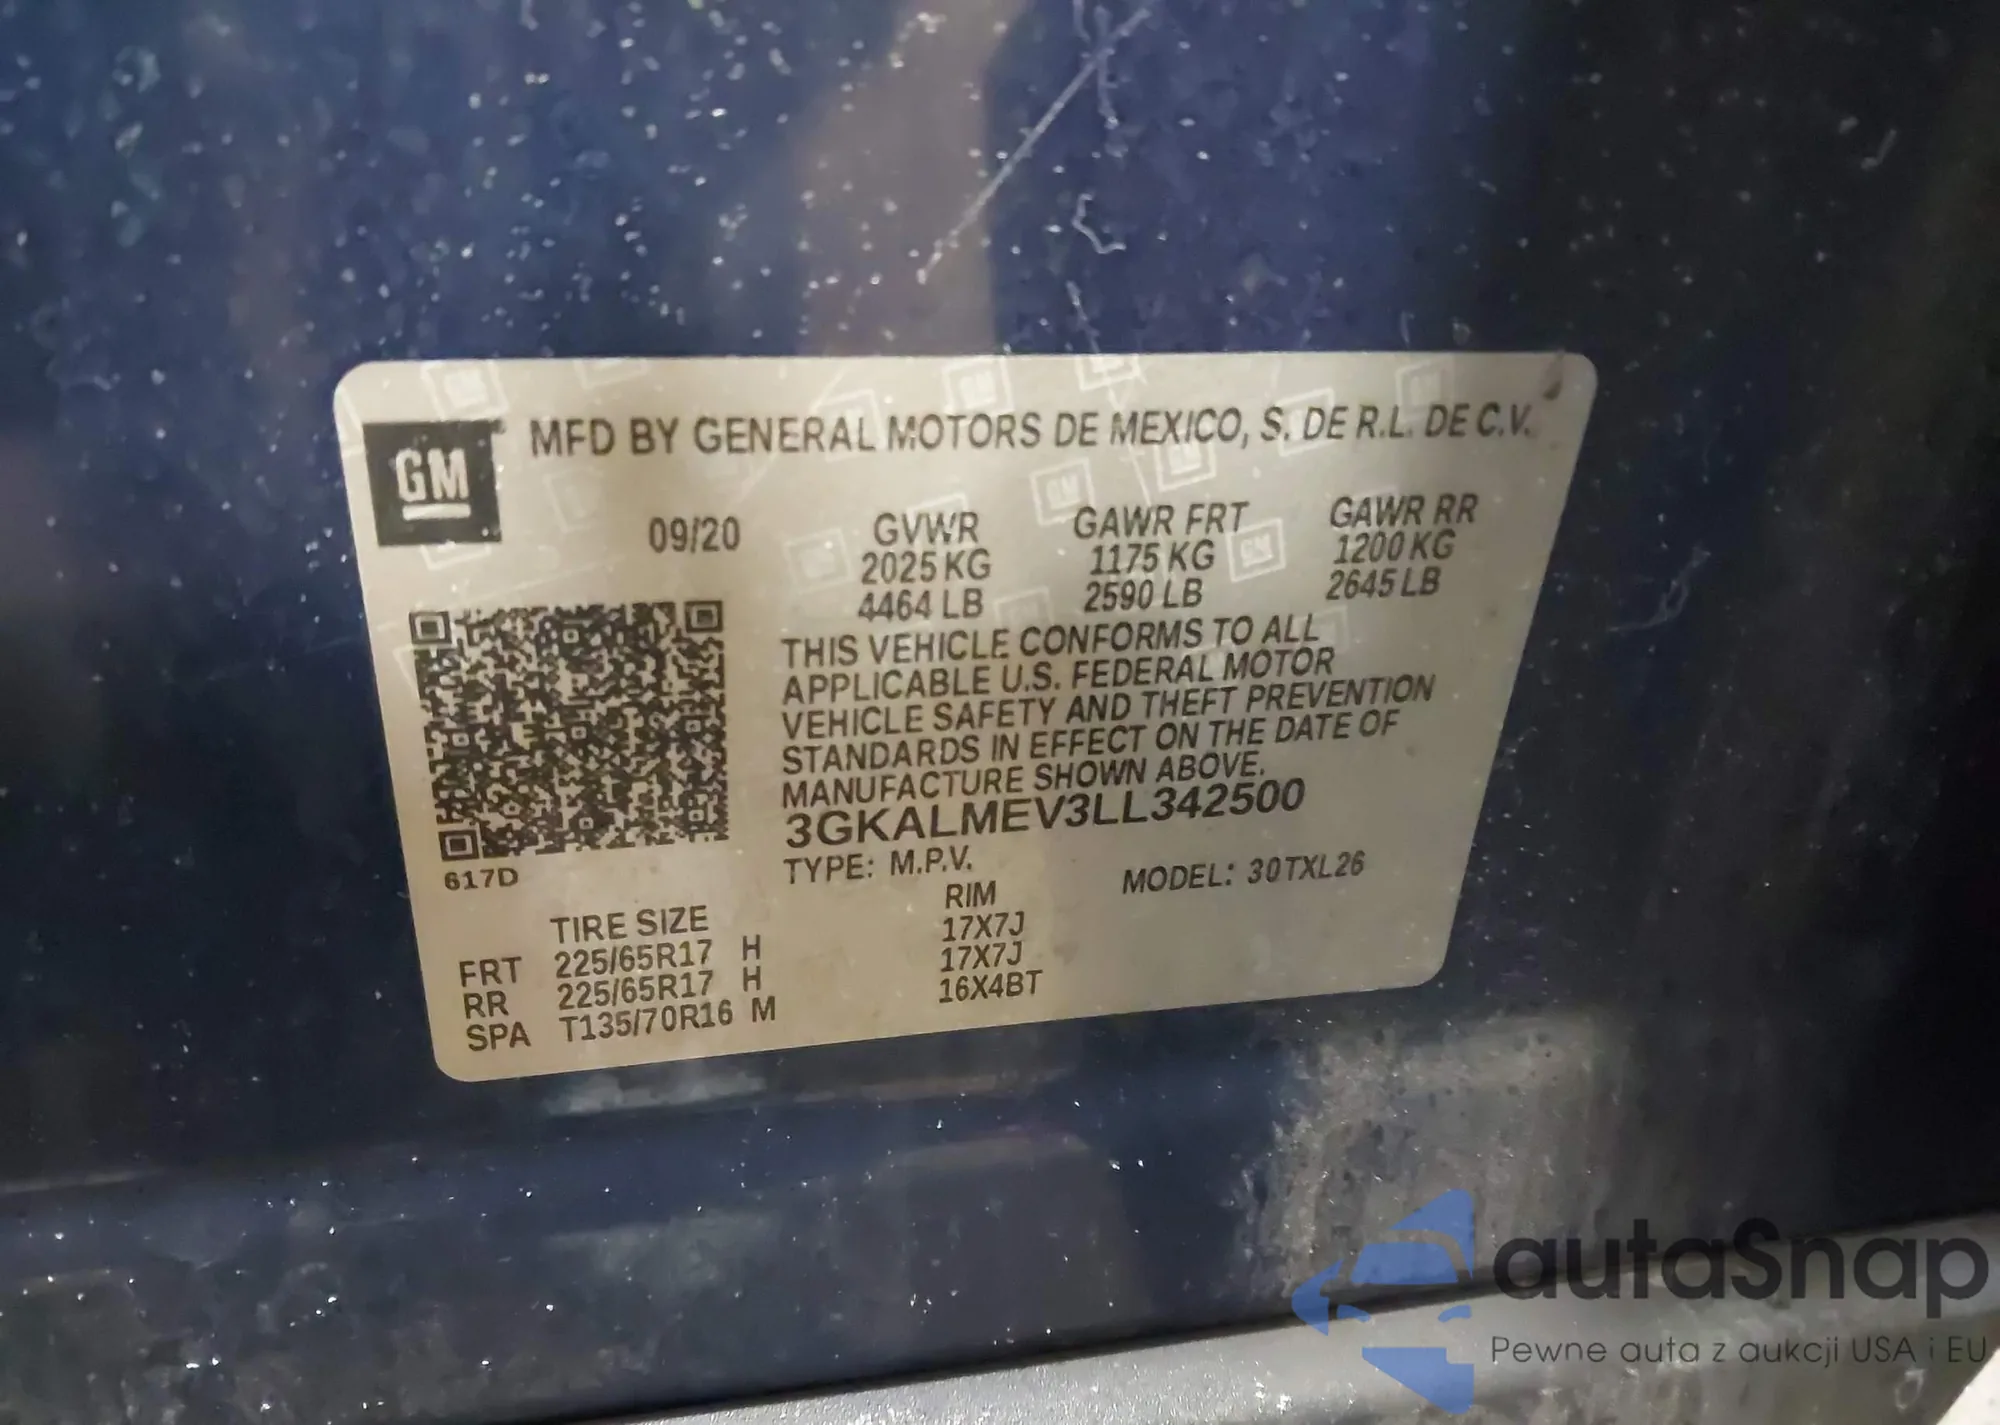 GM
MFD BY GENERAL MOTORS DE MEXICO, S. DE R.L. DE C.V.
09/20
GVWR
2025 KG
4464 LB
GAWR FRT
1175 KG
2590 LB
GAWR RR
1200 KG
2645 LB
THIS VEHICLE CONFORMS TO ALL
APPLICABLE U.S. FEDERAL MOTOR
VEHICLE SAFETY AND THEFT PREVENTION
STANDARDS IN EFFECT ON THE DATE OF
MANUFACTURE SHOWN ABOVE.
3GKALMEV3LL342500
TYPE: M.P.V. MODEL: 30TXL26
617D
TIRE SIZE RIM
FRT 225/65R17 H 17X7J
RR 225/65R17 H 17X7J
SPA T135/70R16 M 16X4BT
autaSnap
Pewne auta z aukcji USA i EU